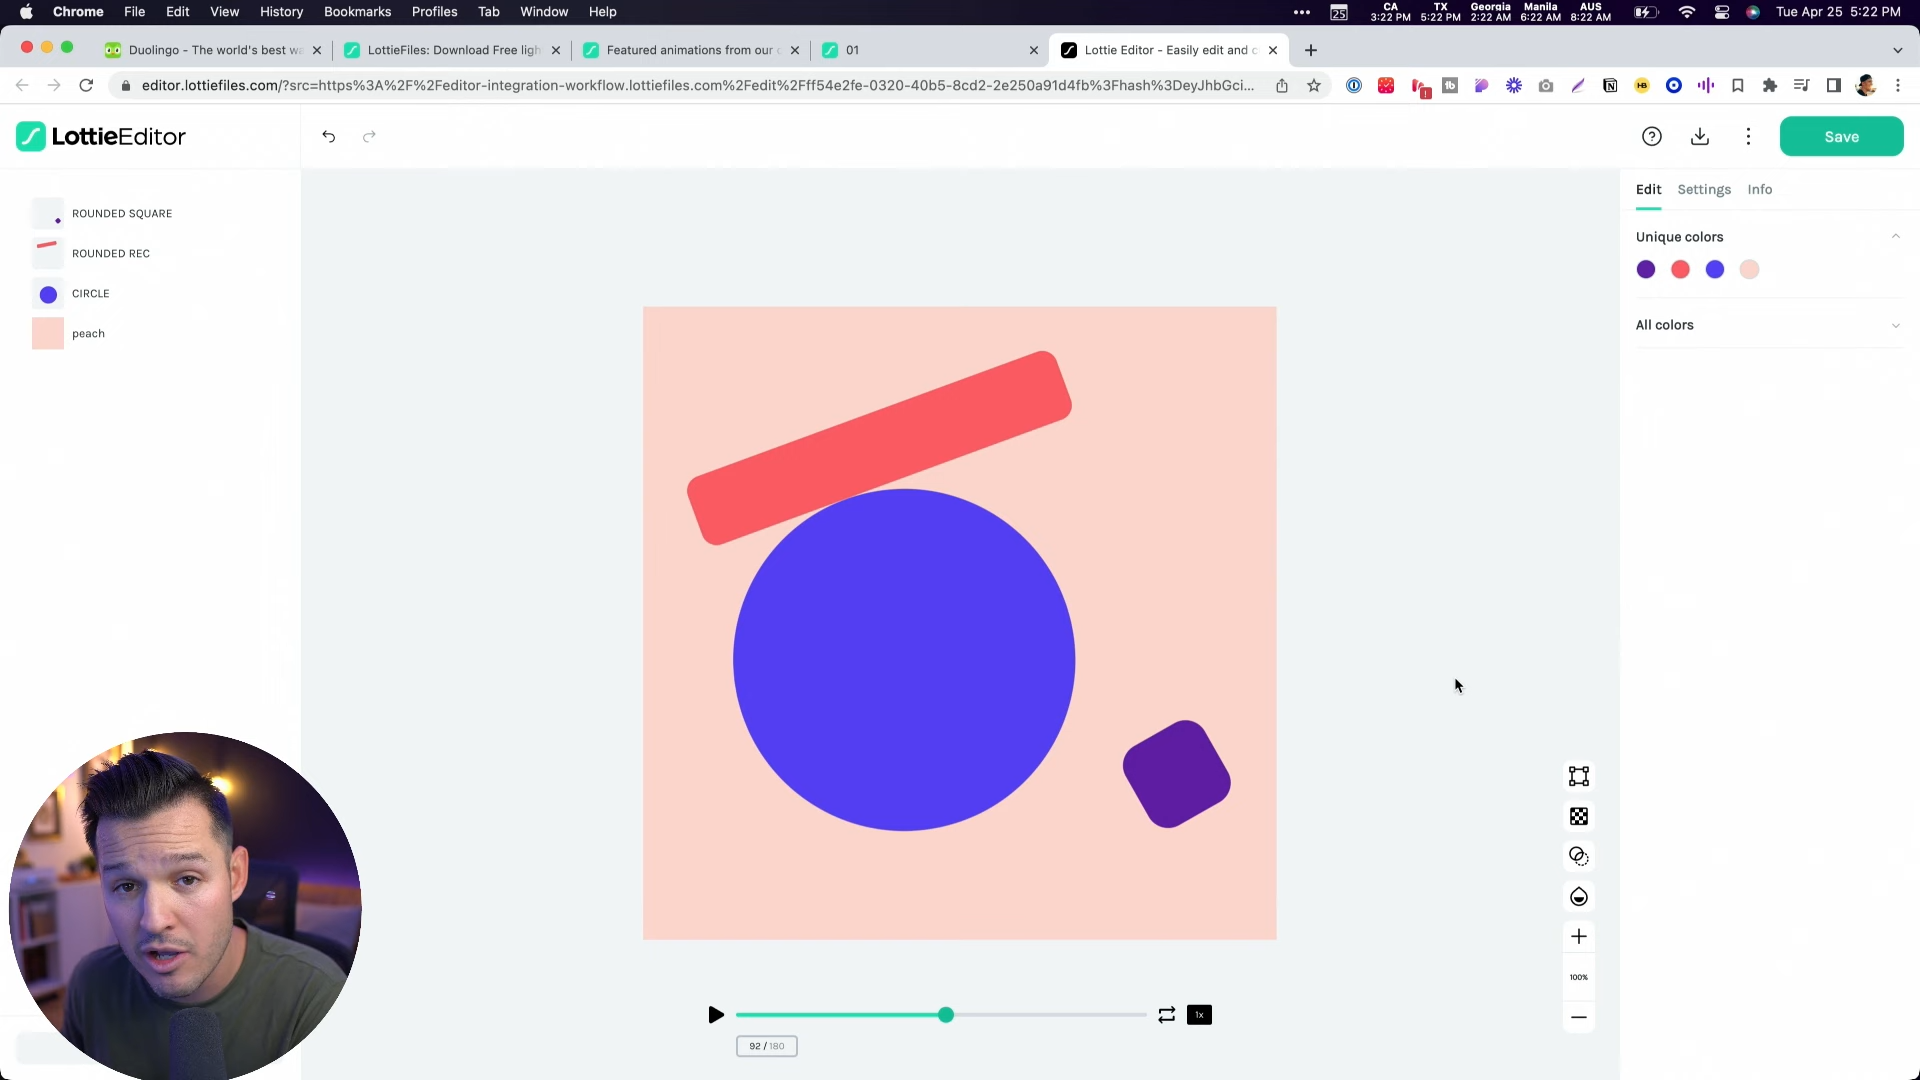 Chrome File Edit View History Bookmarks Profiles Tab Window Help
25
CA 3:22 PM
TX 5:22 PM
Georgia 2:22 AM
Manila 6:22 AM
AUS 8:22 AM
Tue Apr 25 5:22 PM
Duolingo - The world's best wa
LottieFiles: Download Free ligh
Featured animations from our c
01
Lottie Editor - Easily edit and c
editor.lottiefiles.com/?src=https%3A%2F%2Feditor-integration-workflow.lottiefiles.com%2Fedit%2Fff54e2fe-0320-40b5-8cd2-2e250a91d4fb%3Fhash%3DeyJhbGci...
LottieEditor
Save
Edit Settings Info
ROUNDED SQUARE
ROUNDED REC
CIRCLE
peach
Unique colors
All colors
100%
1x
92 / 180